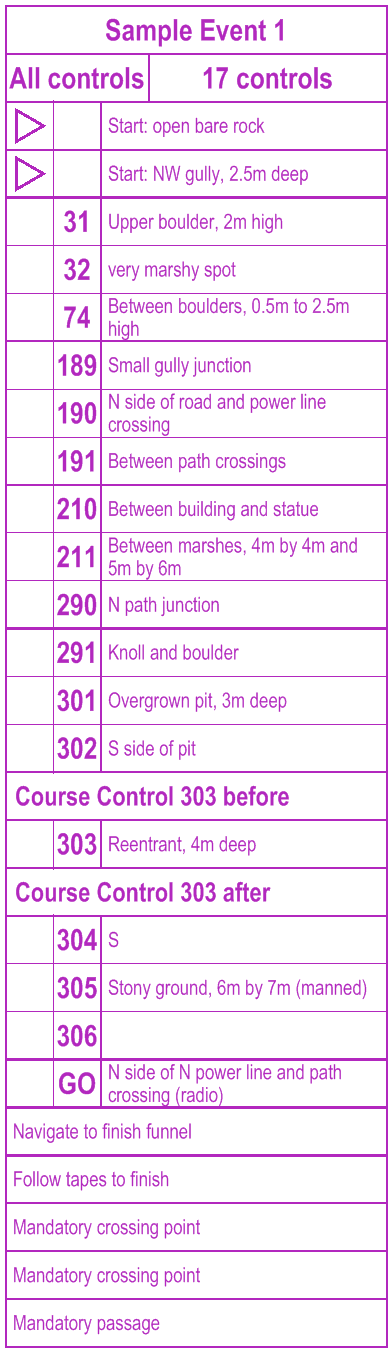 Sample Event 1
All controls 17 controls
Start: open bare rock
Start: NW gully, 2.5m deep
31 Upper boulder, 2m high
32 very marshy spot
74 Between boulders, 0.5m to 2.5m
high
189 Small gully junction
190 N side of road and power line
crossing
191 Between path crossings
210 Between building and statue
211 Between marshes, 4m by 4m and
5m by 6m
290 N path junction
291 Knoll and boulder
301 Overgrown pit, 3m deep
302 S side of pit
Course Control 303 before
303 Reentrant, 4m deep
Course Control 303 after
304 S
305 Stony ground, 6m by 7m (manned)
306
GO N side of N power line and path
crossing (radio)
Navigate to finish funnel
Follow tapes to finish
Mandatory crossing point
Mandatory crossing point
Mandatory passage